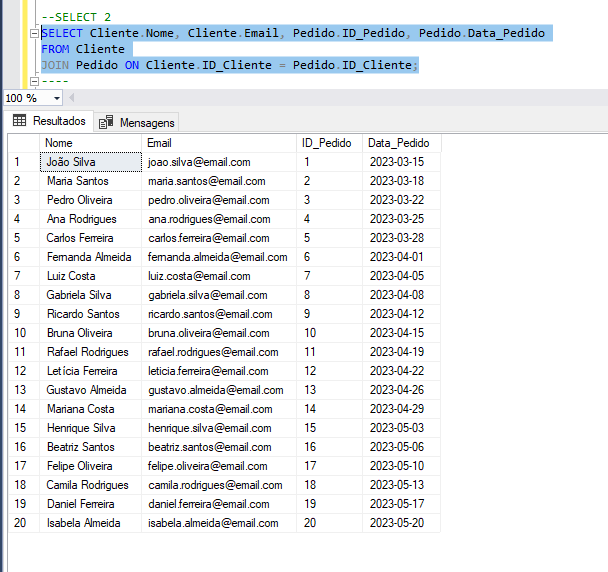 --SELECT 2
SELECT Cliente.Nome, Cliente.Email, Pedido.ID_Pedido, Pedido.Data_Pedido
FROM Cliente
JOIN Pedido ON Cliente.ID_Cliente = Pedido.ID_Cliente;
----
100 %
Resultados Mensagens
Nome Email ID_Pedido Data_Pedido
1 João Silva joao.silva@email.com 1 2023-03-15
2 Maria Santos maria.santos@email.com 2 2023-03-18
3 Pedro Oliveira pedro.oliveira@email.com 3 2023-03-22
4 Ana Rodrigues ana.rodrigues@email.com 4 2023-03-25
5 Carlos Ferreira carlos.ferreira@email.com 5 2023-03-28
6 Fernanda Almeida fernanda.almeida@email.com 6 2023-04-01
7 Luiz Costa luiz.costa@email.com 7 2023-04-05
8 Gabriela Silva gabriela.silva@email.com 8 2023-04-08
9 Ricardo Santos ricardo.santos@email.com 9 2023-04-12
10 Bruna Oliveira bruna.oliveira@email.com 10 2023-04-15
11 Rafael Rodrigues rafael.rodrigues@email.com 11 2023-04-19
12 Letícia Ferreira leticia.ferreira@email.com 12 2023-04-22
13 Gustavo Almeida gustavo.almeida@email.com 13 2023-04-26
14 Mariana Costa mariana.costa@email.com 14 2023-04-29
15 Henrique Silva henrique.silva@email.com 15 2023-05-03
16 Beatriz Santos beatriz.santos@email.com 16 2023-05-06
17 Felipe Oliveira felipe.oliveira@email.com 17 2023-05-10
18 Camila Rodrigues camila.rodrigues@email.com 18 2023-05-13
19 Daniel Ferreira daniel.ferreira@email.com 19 2023-05-17
20 Isabela Almeida isabela.almeida@email.com 20 2023-05-20